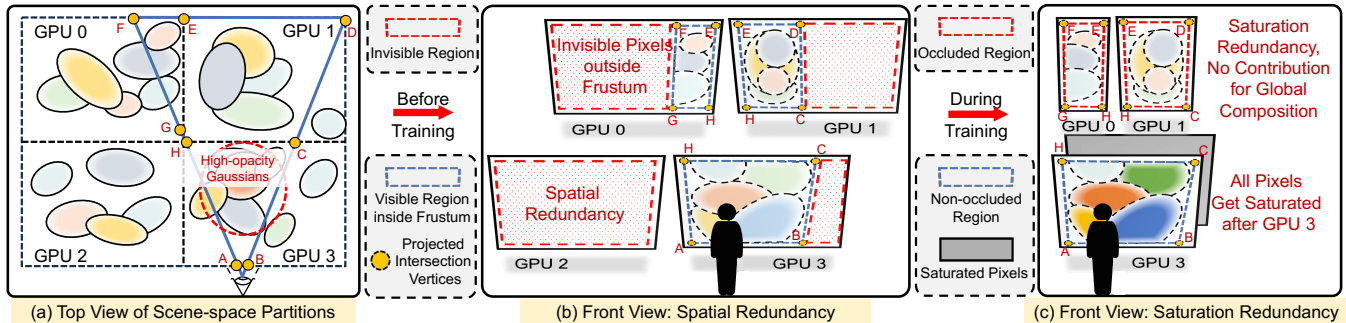 GPU 0
F
E
GPU 1
D
G
H
C
High-opacity
Gaussians
GPU 2
A
B
GPU 3
(a) Top View of Scene-space Partitions
Invisible Region
Before
Training
Visible Region
inside Frustum
Projected
Intersection
Vertices
Invisible Pixels
outside
Frustum
F
E
E
D
G
H
H
C
GPU 0
GPU 1
Spatial
Redundancy
H
C
A
B
GPU 2
GPU 3
(b) Front View: Spatial Redundancy
Occluded Region
During
Training
Non-occluded
Region
Saturated Pixels
F
E
E
D
G
H
H
C
GPU 0
GPU 1
Saturation
Redundancy,
No Contribution
for Global
Composition
H
C
A
B
GPU 3
All Pixels
Get Saturated
after GPU 3
(c) Front View: Saturation Redundancy